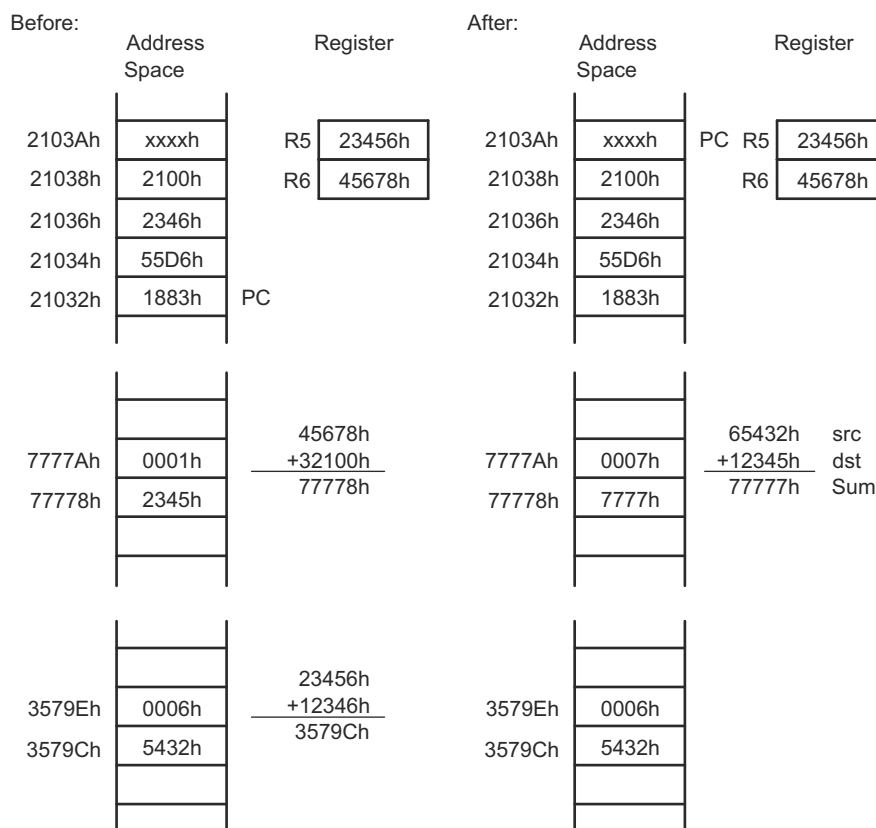 Before:
Address Space
Register
2103Ah xxxxh R5 23456h
21038h 2100h R6 45678h
21036h 2346h
21034h 55D6h
21032h 1883h PC
45678h
7777Ah 0001h +32100h
77778h 2345h 77778h
23456h
3579Eh 0006h +12346h
3579Ch 5432h 3579Ch
After:
Address Space
Register
2103Ah xxxxh PC R5 23456h
21038h 2100h R6 45678h
21036h 2346h
21034h 55D6h
21032h 1883h
65432h src
7777Ah 0007h +12345h dst
77778h 7777h 77777h Sum
3579Eh 0006h
3579Ch 5432h